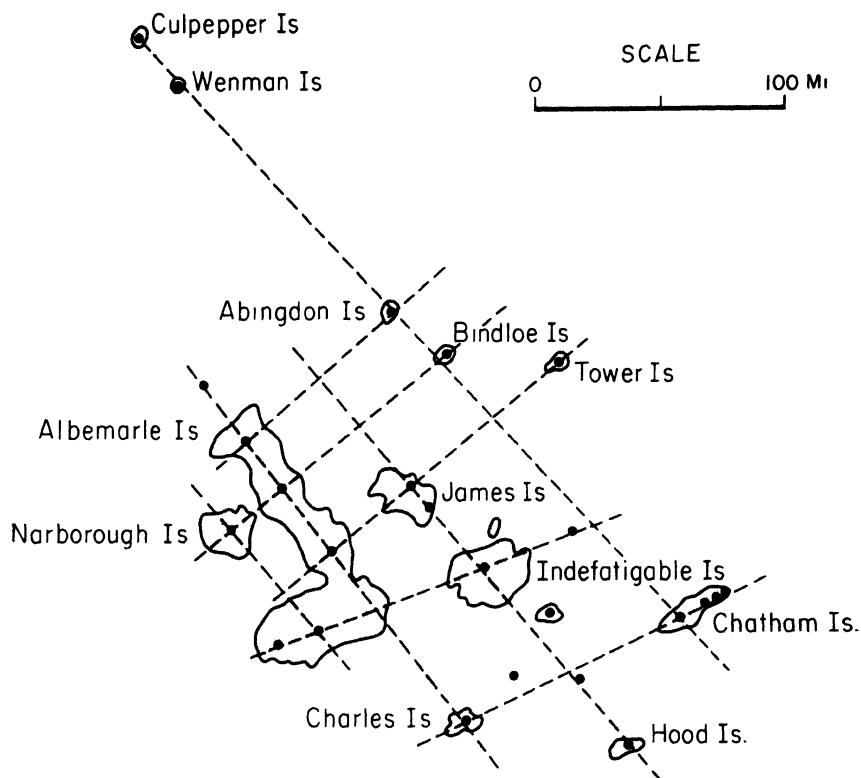 Culpepper Is
Wenman Is
SCALE
0 100 MI
Abingdon Is
Bindloe Is
Tower Is
Albemarle Is
James Is
Narborough Is
Indefatigable Is
Chatham Is.
Charles Is
Hood Is.